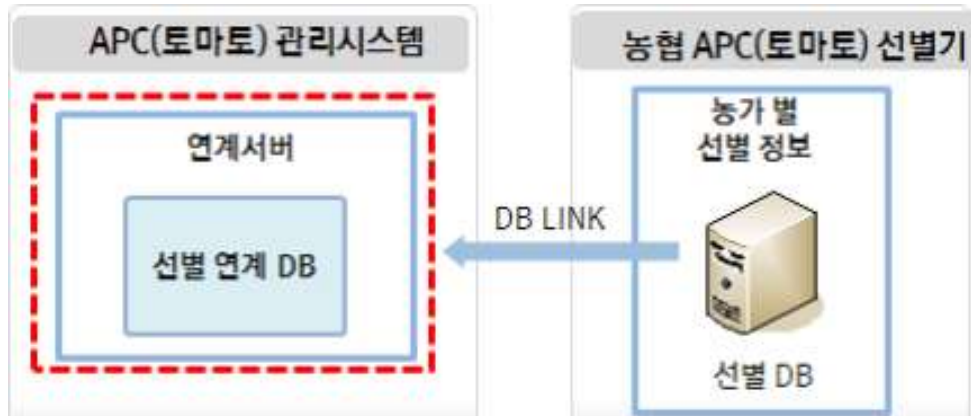 APC(토마토) 관리시스템
연계서버
선별 연계 DB
DB LINK
농협 APC(토마토) 선별기
농가 별
선별 정보
선별 DB